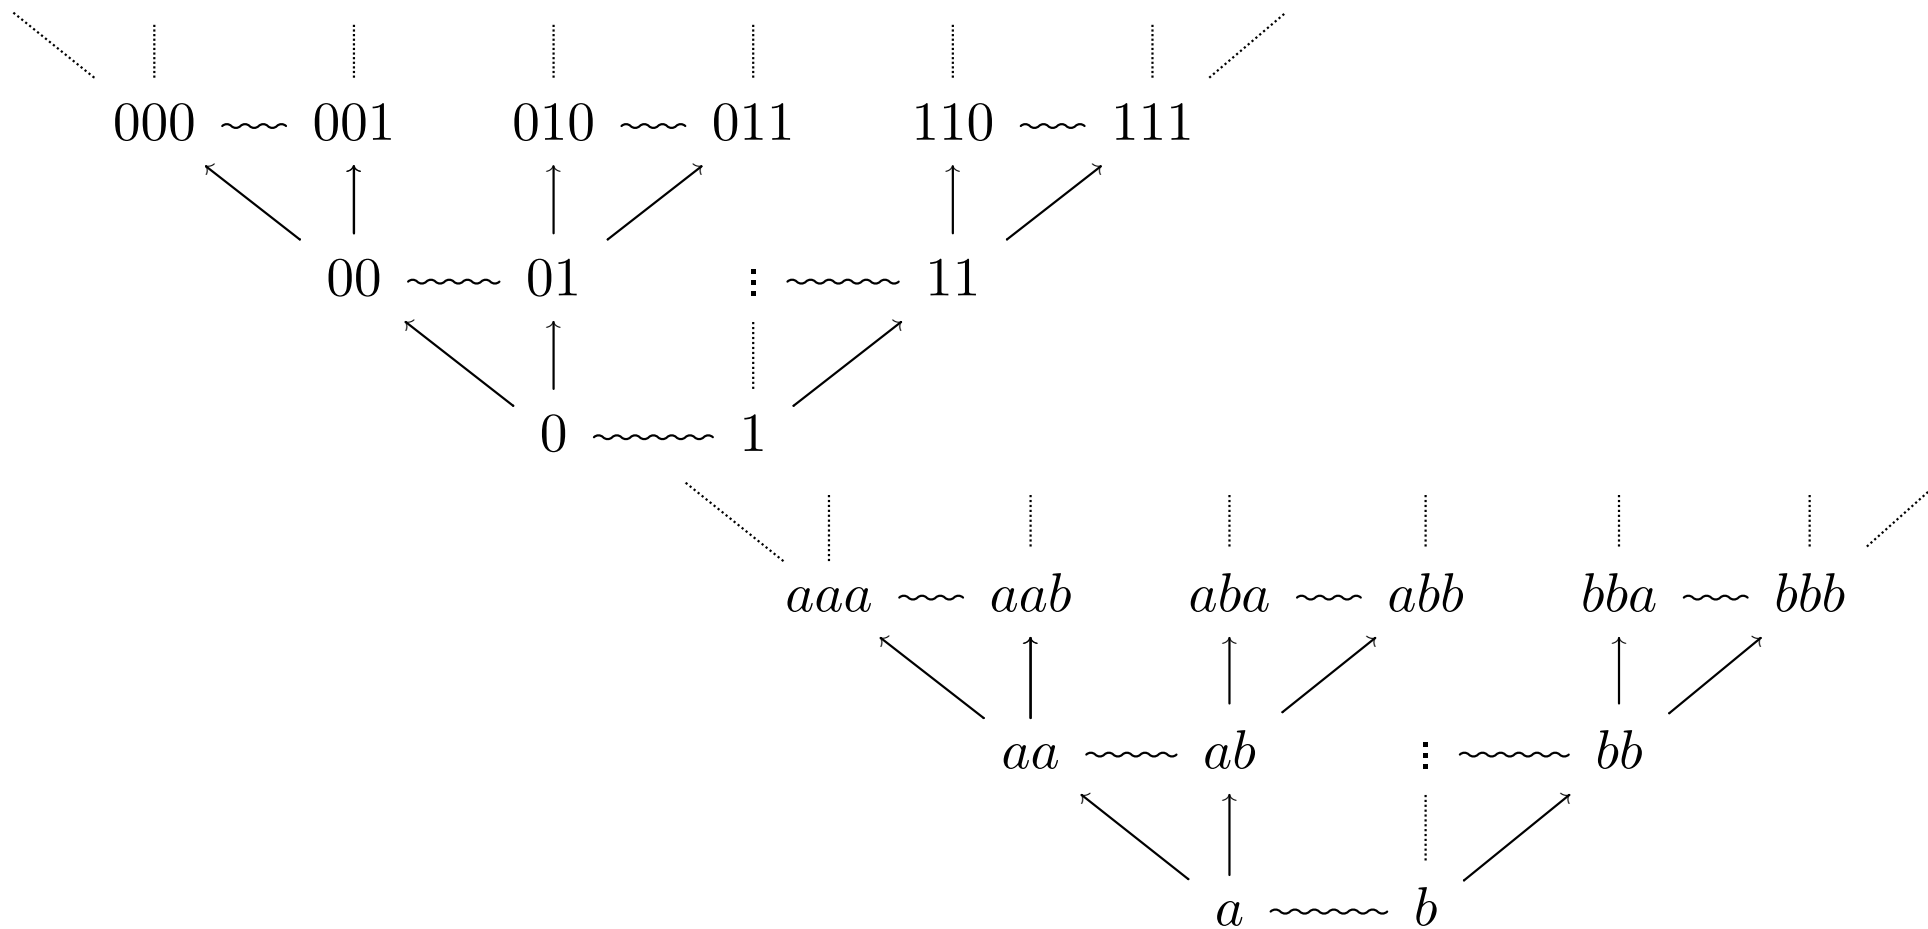 000 001 010 011 110 111
00 01 ⋮ 11
0 1
aaa aab aba abb bba bbb
aa ab ⋮ bb
a b